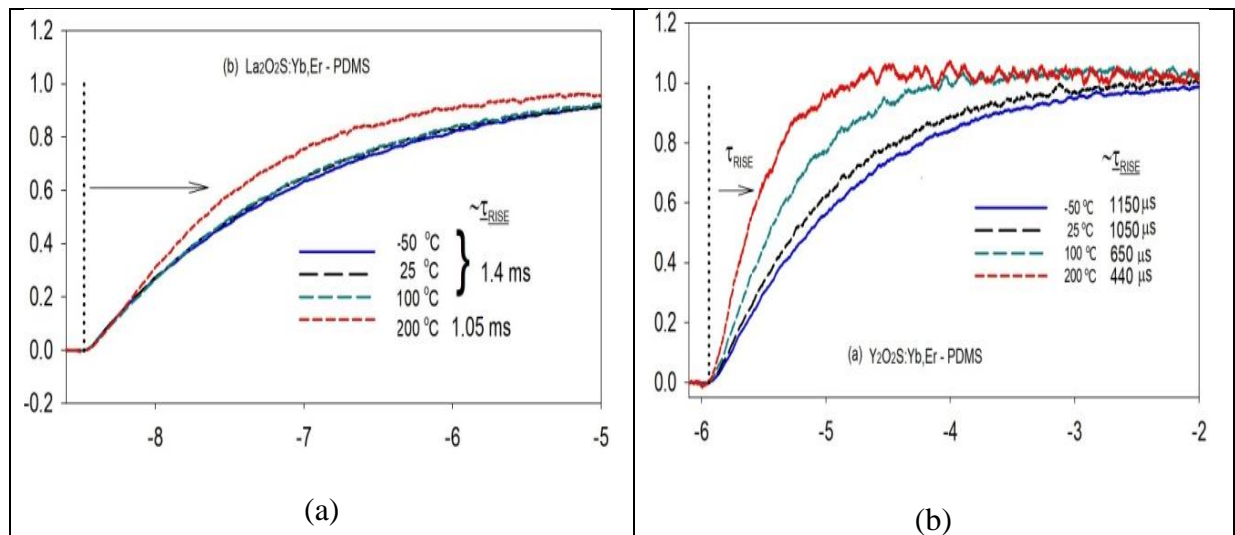 1.2
1.0
0.8
0.6
0.4
0.2
0.0
-0.2
(b) La2O2S:Yb,Er - PDMS
~τRISE
-50 °C
25 °C
100 °C
} 1.4 ms
200 °C 1.05 ms
-8 -7 -6 -5
(a)
1.2
1.0
0.8
0.6
0.4
0.2
0.0
τRISE
~τRISE
-50 °C 1150 μs
25 °C 1050 μs
100 °C 650 μs
200 °C 440 μs
(a) Y2O2S:Yb,Er - PDMS
-6 -5 -4 -3 -2
(b)